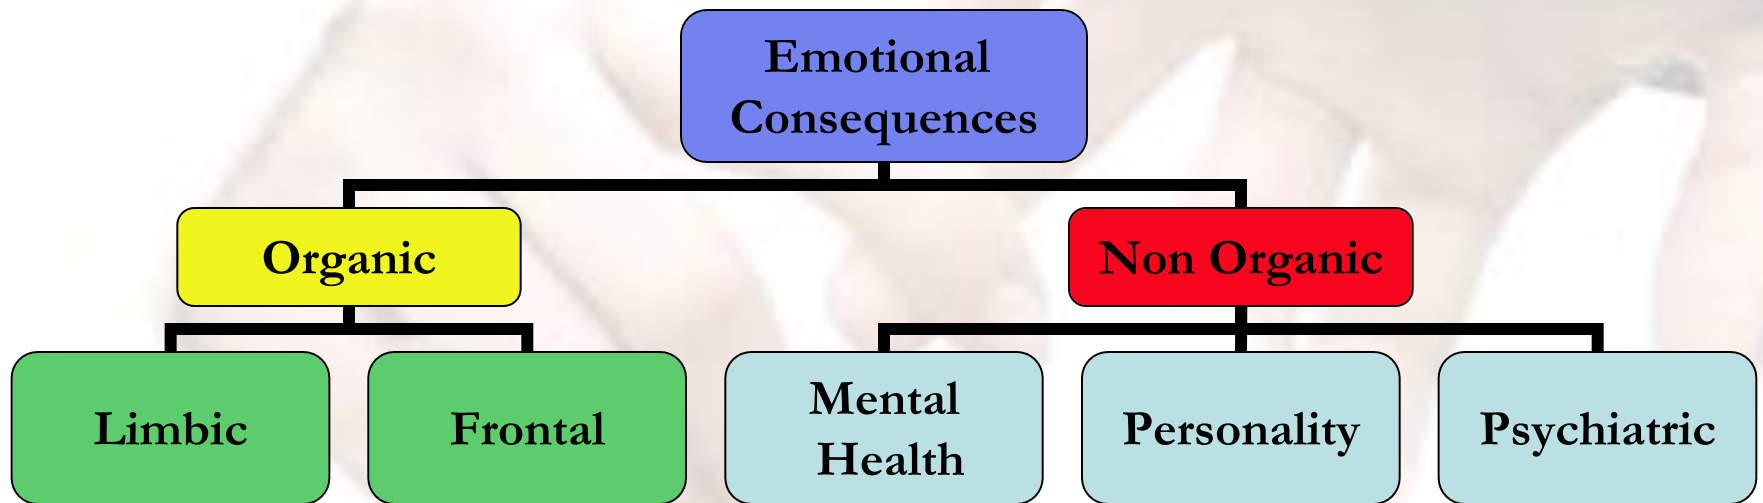 Emotional
Consequences
Organic
Non Organic
Limbic
Frontal
Mental
Health
Personality
Psychiatric